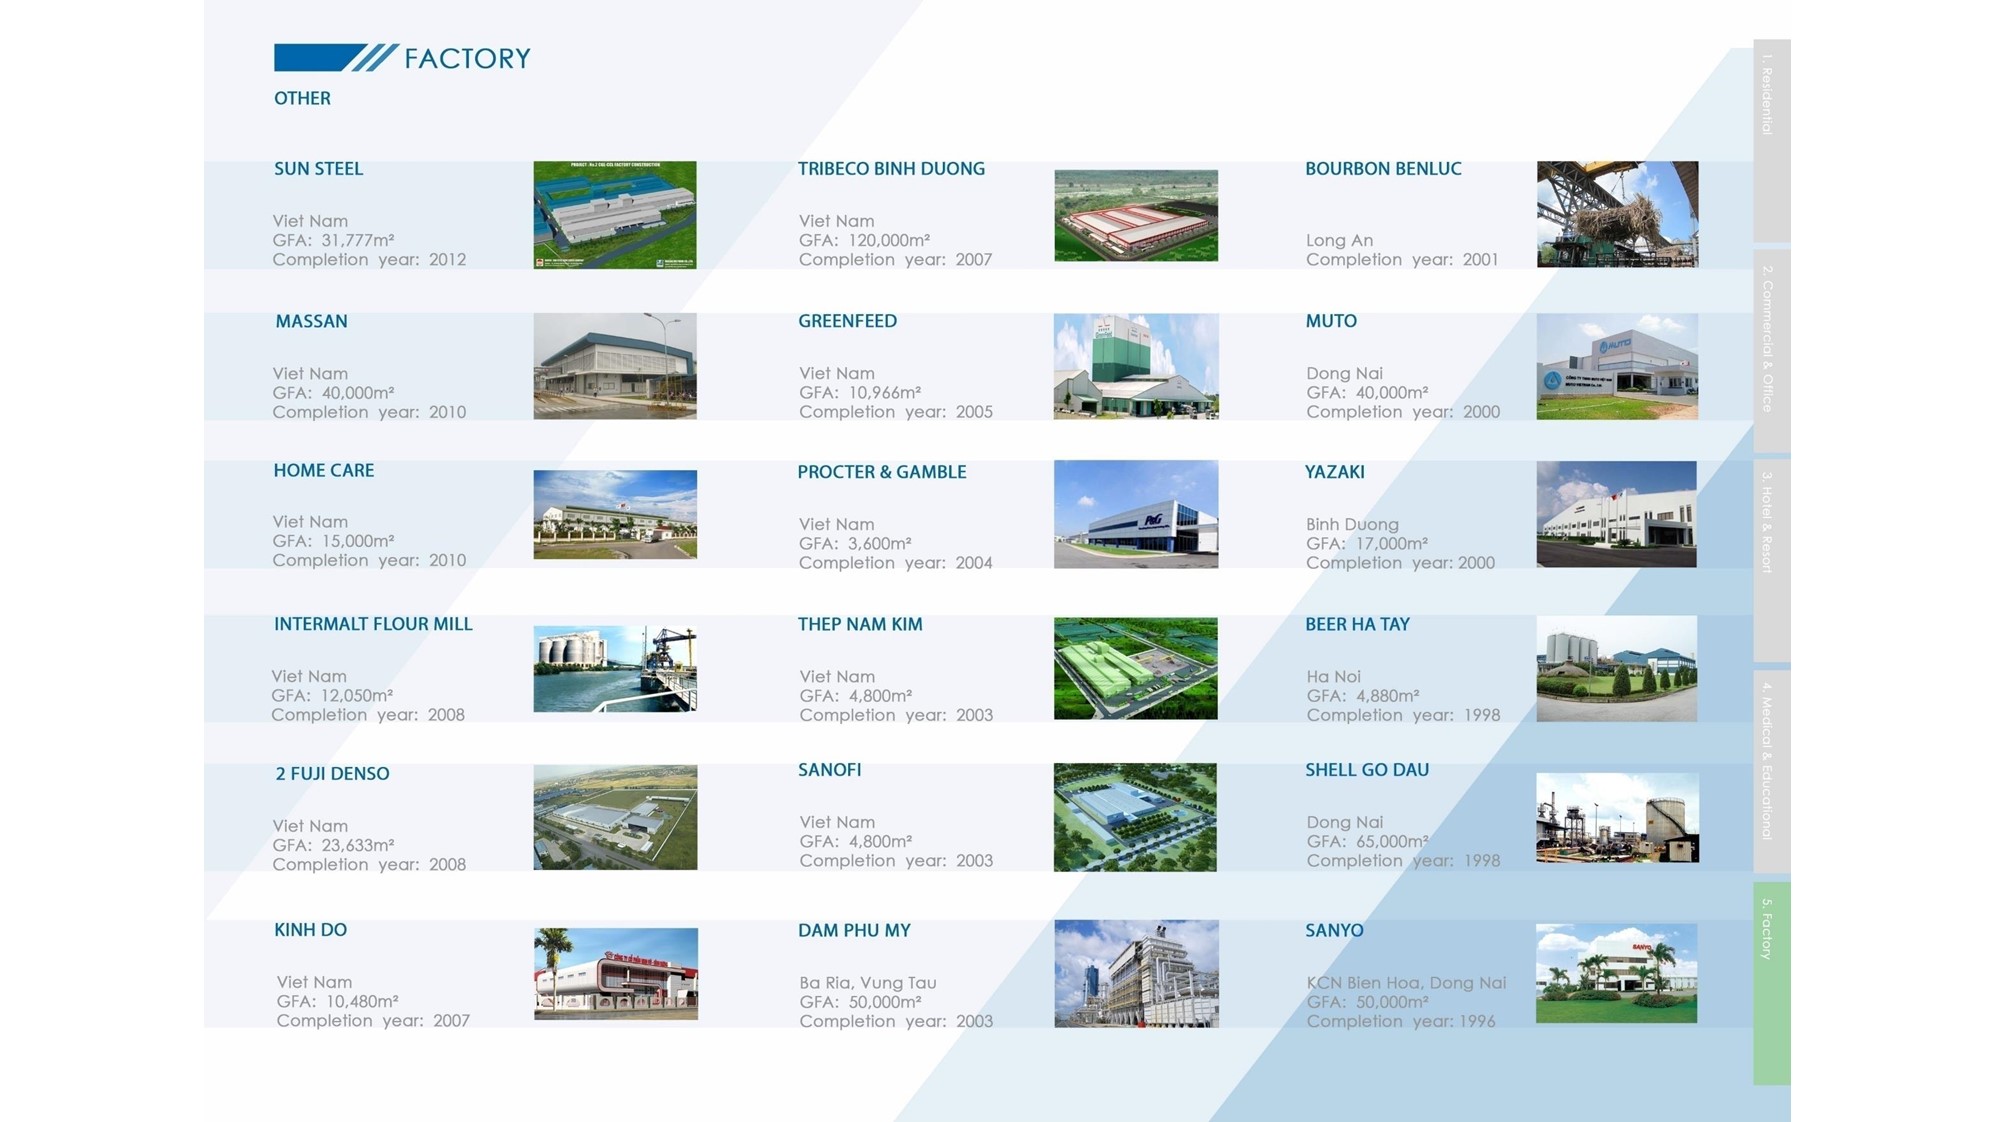 FACTORY
OTHER
SUN STEEL
Viet Nam
GFA: 31,777m²
Completion year: 2012
MASSAN
Viet Nam
GFA: 40,000m²
Completion year: 2010
HOME CARE
Viet Nam
GFA: 15,000m²
Completion year: 2010
INTERMALT FLOUR MILL
Viet Nam
GFA: 12,050m²
Completion year: 2008
2 FUJI DENSO
Viet Nam
GFA: 23,633m²
Completion year: 2008
KINH DO
Viet Nam
GFA: 10,480m²
Completion year: 2007
TRIBECO BINH DUONG
Viet Nam
GFA: 120,000m²
Completion year: 2007
GREENFEED
Viet Nam
GFA: 10,966m²
Completion year: 2005
PROCTER & GAMBLE
Viet Nam
GFA: 3,600m²
Completion year: 2004
P&G
THEP NAM KIM
Viet Nam
GFA: 4,800m²
Completion year: 2003
SANOFI
Viet Nam
GFA: 4,800m²
Completion year: 2003
DAM PHU MY
Ba Ria, Vung Tau
GFA: 50,000m²
Completion year: 2003
BOURBON BENLUC
Long An
GFA:
Completion year: 2001
MUTO
Dong Nai
GFA: 40,000m²
Completion year: 2000
MUTO
YAZAKI
Binh Duong
GFA: 17,000m²
Completion year: 2000
BEER HA TAY
Ha Noi
GFA: 4,880m²
Completion year: 1998
SHELL GO DAU
Dong Nai
GFA: 65,000m²
Completion year: 1998
SANYO
KCN Bien Hoa, Dong Nai
GFA: 50,000m²
Completion year: 1996
SANYO
1. Residential
2. Commercial & Office
3. Hotel & Resort
4. Medical & Educational
5. Factory